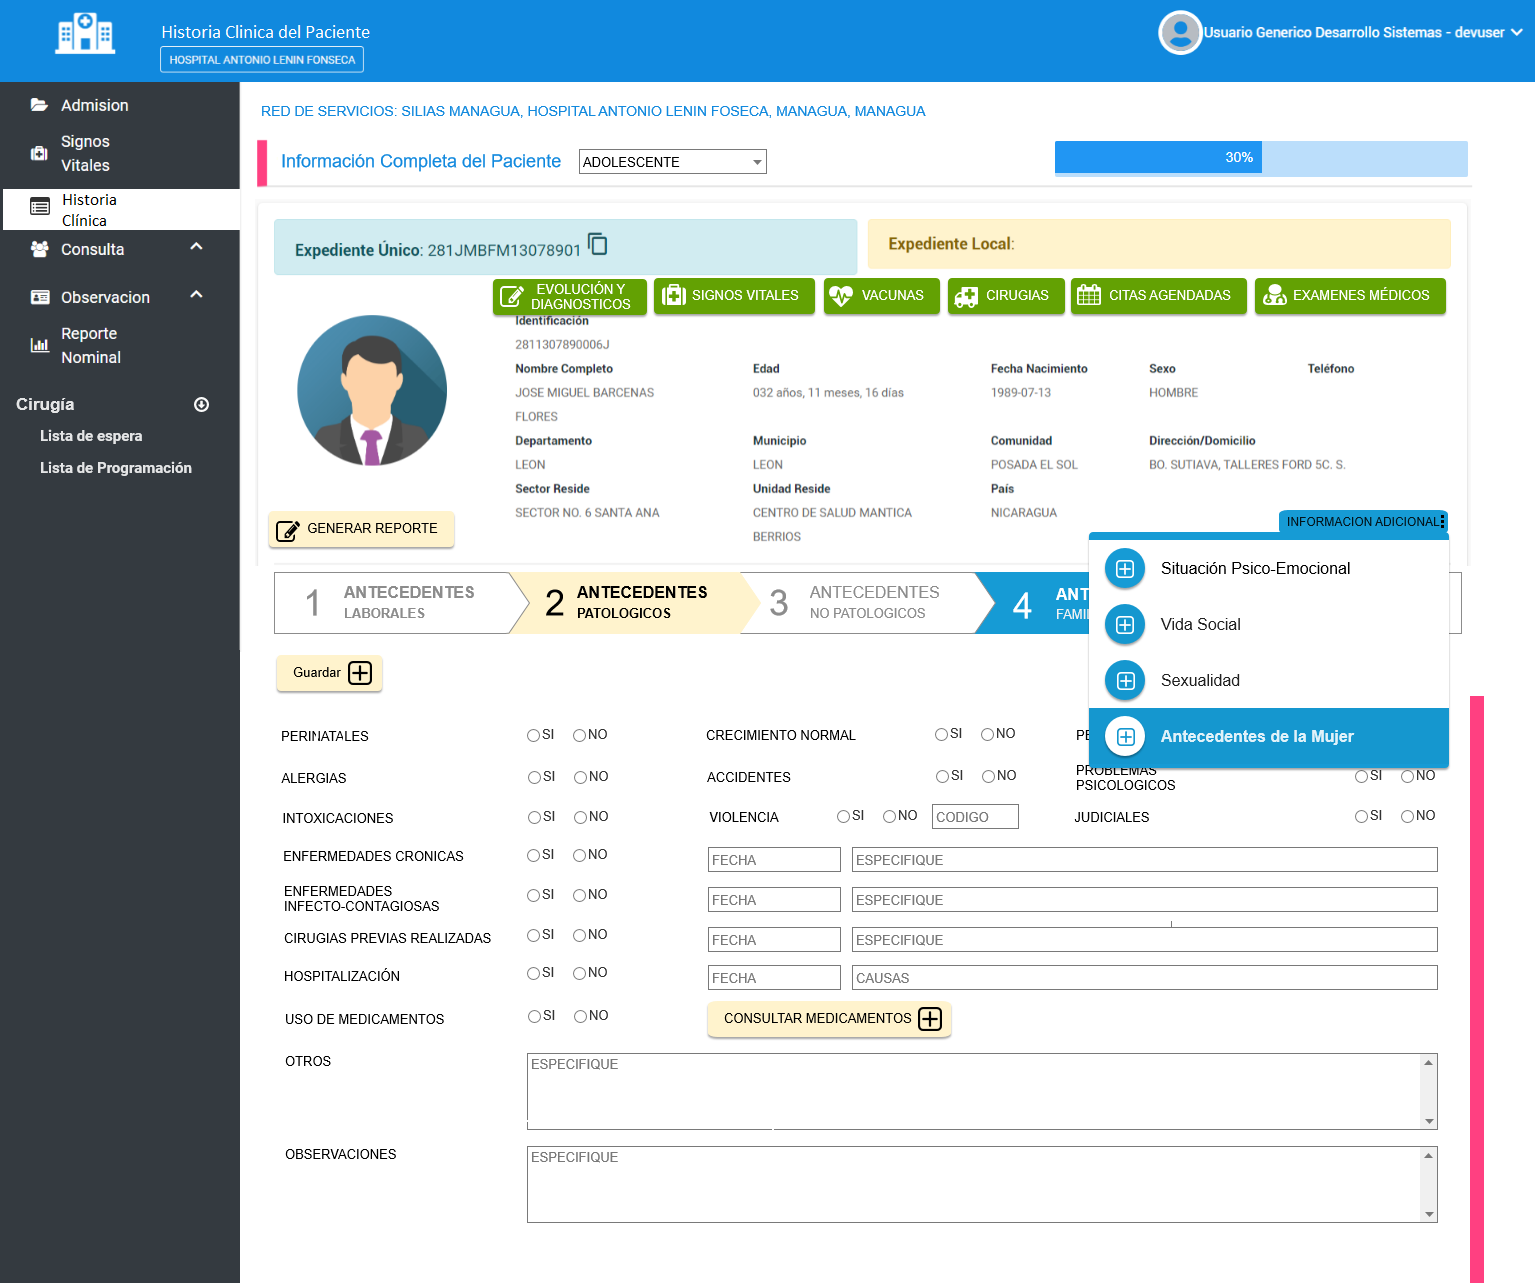 Historia Clinica del Paciente
HOSPITAL ANTONIO LENIN FONSECA
Usuario Generico Desarrollo Sistemas - devuser
Admision
Signos
Vitales
Historia
Clínica
Consulta
Observacion
Reporte
Nominal
Cirugía
Lista de espera
Lista de Programación
RED DE SERVICIOS: SILIAS MANAGUA, HOSPITAL ANTONIO LENIN FOSECA, MANAGUA, MANAGUA
Información Completa del Paciente
ADOLESCENTE
30%
Expediente Único: 281JMBFM13078901
Expediente Local:
EVOLUCIÓN Y
DIAGNOSTICOS
SIGNOS VITALES
VACUNAS
CIRUGIAS
CITAS AGENDADAS
EXAMENES MÉDICOS
Identificación
2811307890006J
Nombre Completo
JOSE MIGUEL BARCENAS
FLORES
Edad
032 años, 11 meses, 16 días
Fecha Nacimiento
1989-07-13
Sexo
HOMBRE
Teléfono
Departamento
LEON
Municipio
LEON
Comunidad
POSADA EL SOL
Dirección/Domicilio
BO. SUTIAVA, TALLERES FORD 5C. S.
Sector Reside
SECTOR NO. 6 SANTA ANA
Unidad Reside
CENTRO DE SALUD MANTICA
BERRIOS
País
NICARAGUA
GENERAR REPORTE
INFORMACION ADICIONAL
Situación Psico-Emocional
Vida Social
Sexualidad
Antecedentes de la Mujer
1 ANTECEDENTES
LABORALES
2 ANTECEDENTES
PATOLOGICOS
3 ANTECEDENTES
NO PATOLOGICOS
4 ANT
FAMI
Guardar
PERINATALES SI NO
CRECIMIENTO NORMAL SI NO
PE
ALERGIAS SI NO
ACCIDENTES SI NO
PROBLEMAS
PSICOLOGICOS SI NO
INTOXICACIONES SI NO
VIOLENCIA SI NO CODIGO
JUDICIALES SI NO
ENFERMEDADES CRONICAS SI NO FECHA ESPECIFIQUE
ENFERMEDADES
INFECTO-CONTAGIOSAS SI NO FECHA ESPECIFIQUE
CIRUGIAS PREVIAS REALIZADAS SI NO FECHA ESPECIFIQUE
HOSPITALIZACIÓN SI NO FECHA CAUSAS
USO DE MEDICAMENTOS SI NO CONSULTAR MEDICAMENTOS
OTROS ESPECIFIQUE
OBSERVACIONES ESPECIFIQUE